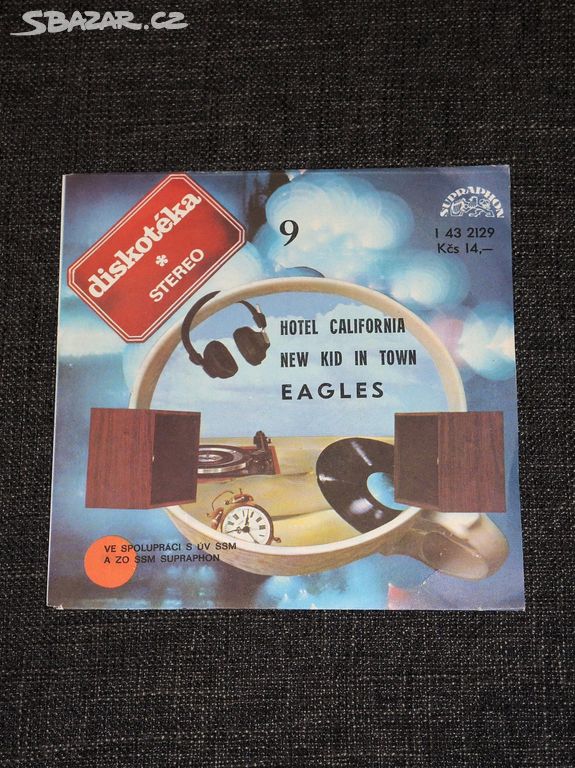 SBAZAR.CZ
diskotéka
*
STEREO
9
SUPRAPHON
1 43 2129
Kčs 14,—
HOTEL CALIFORNIA
NEW KID IN TOWN
EAGLES
VE SPOLUPRÁCI S ÚV SSM
A ZO SSM SUPRAPHON